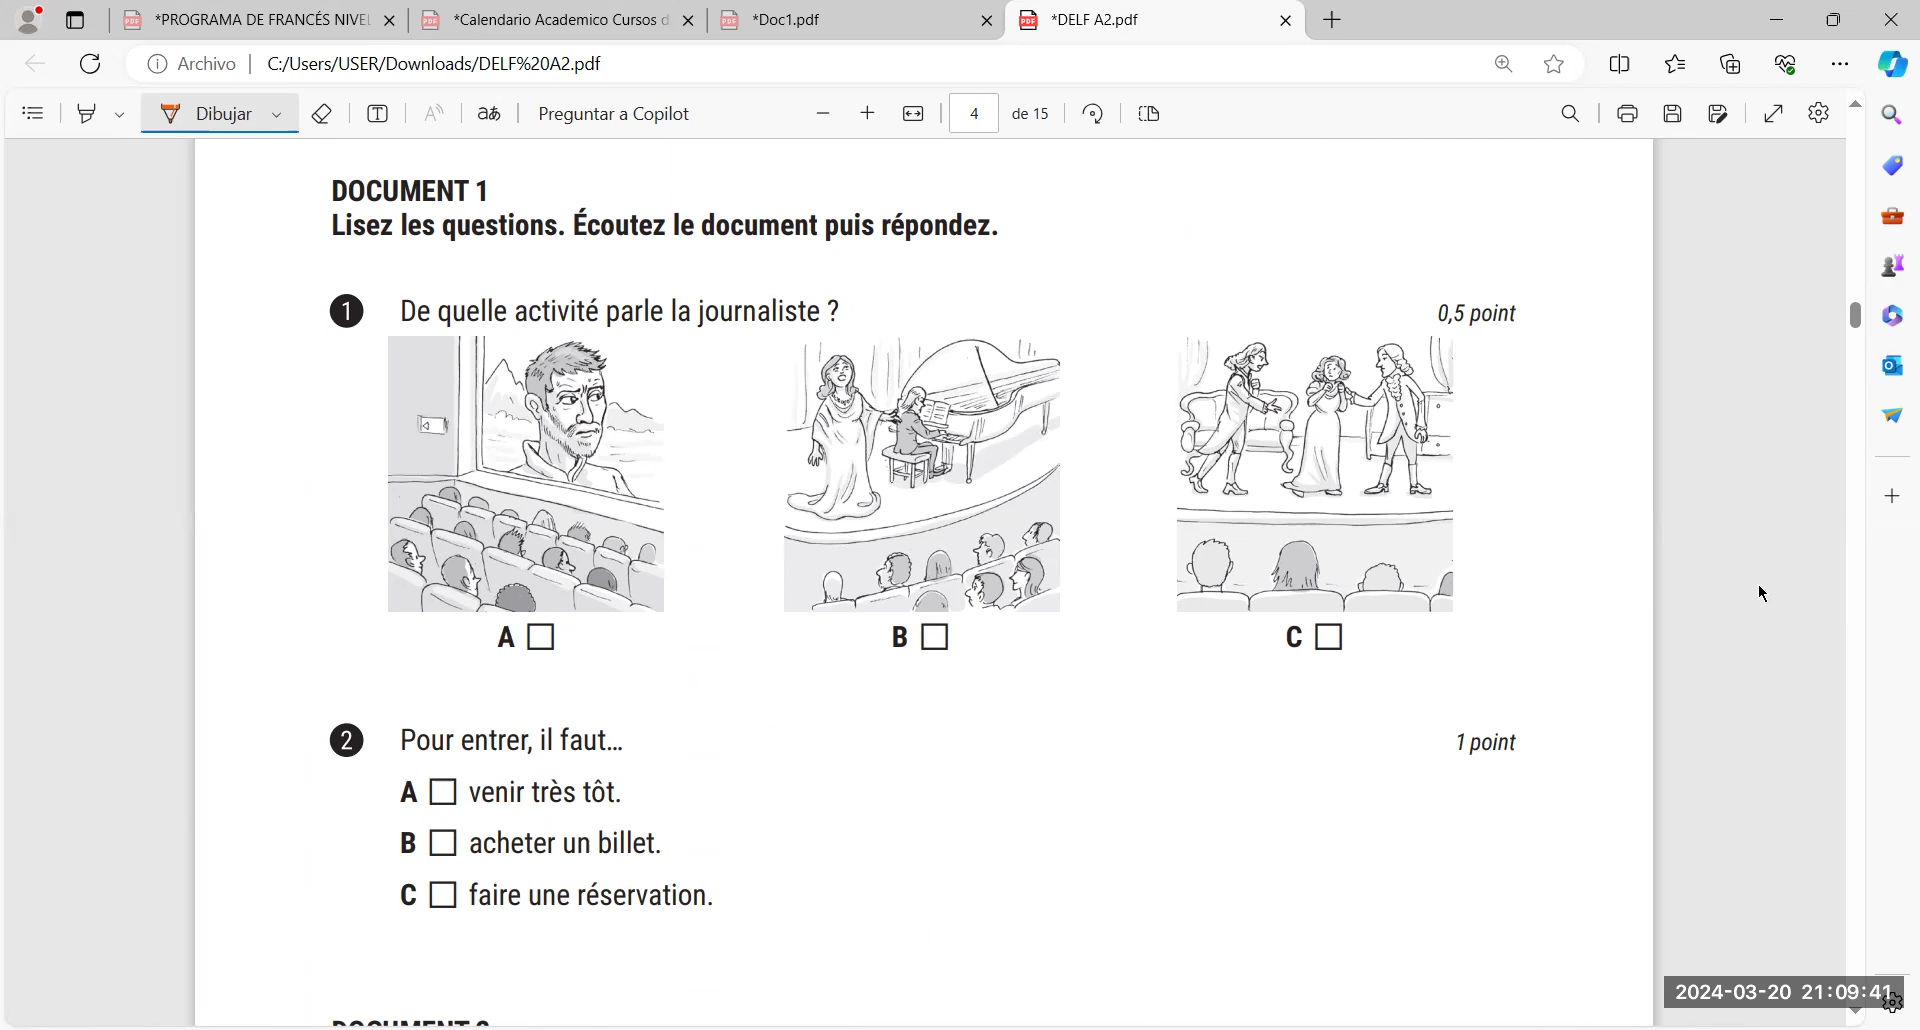 *PROGRAMA DE FRANCÉS NIVEL
*Calendario Academico Cursos d
*Doc1.pdf
*DELF A2.pdf
Archivo
C:/Users/USER/Downloads/DELF%20A2.pdf
Dibujar
Preguntar a Copilot
4
de 15
DOCUMENT 1
Lisez les questions. Écoutez le document puis répondez.
1 De quelle activité parle la journaliste ?
0,5 point
A
B
C
2 Pour entrer, il faut...
1 point
A venir très tôt.
B acheter un billet.
C faire une réservation.
2024-03-20 21:09:41